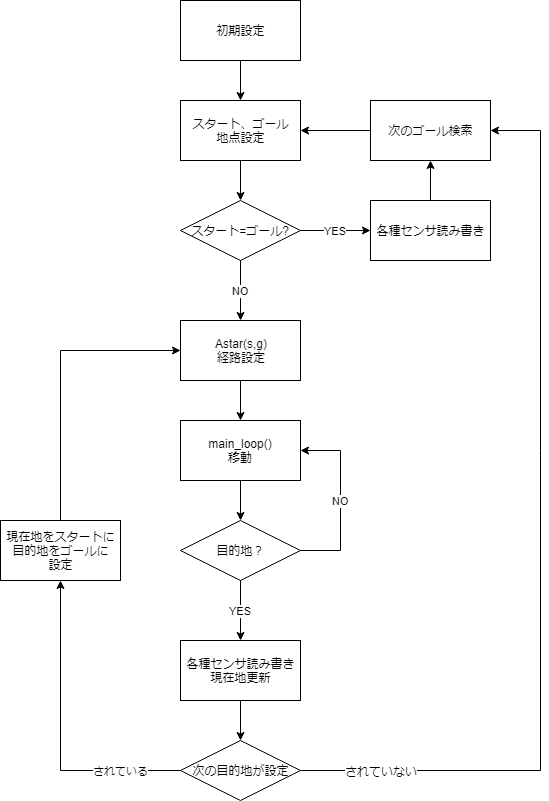 初期設定
スタート、ゴール
地点設定
次のゴール検索
スタート=ゴール?
YES
各種センサ読み書き
NO
Astar(s,g)
経路設定
main_loop()
移動
NO
現在地をスタートに
目的地をゴールに
設定
目的地？
YES
各種センサ読み書き
現在地更新
されている
次の目的地が設定
されていない